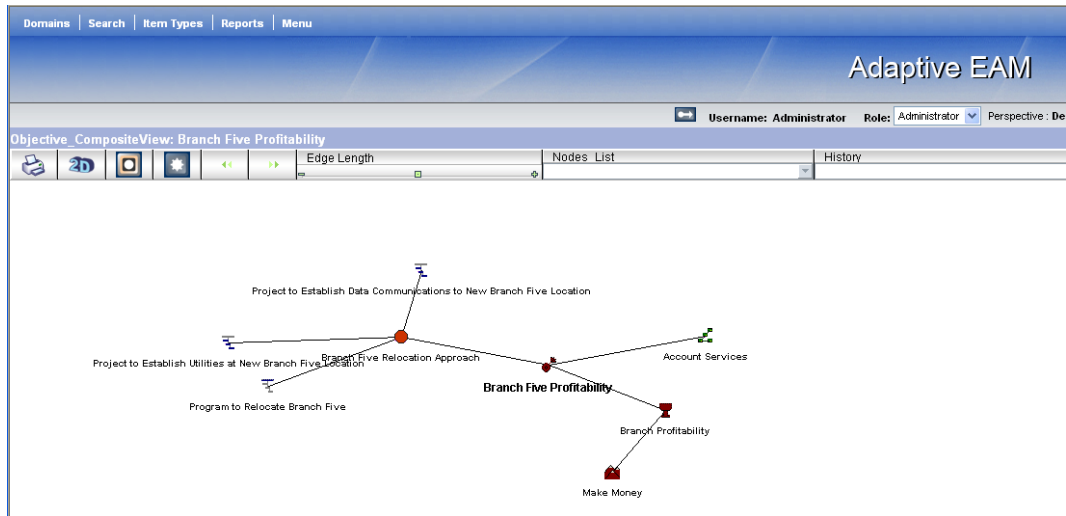 Domains | Search | Item Types | Reports | Menu
Adaptive EAM
Username: Administrator Role: Administrator Perspective : De
Objective_CompositeView: Branch Five Profitability
2D Edge Length Nodes List History
Project to Establish Data Communications to New Branch Five Location
Branch Five Relocation Approach
Account Services
Project to Establish Utilities at New Branch Five Location
Branch Five Profitability
Program to Relocate Branch Five
Branch Profitability
Make Money